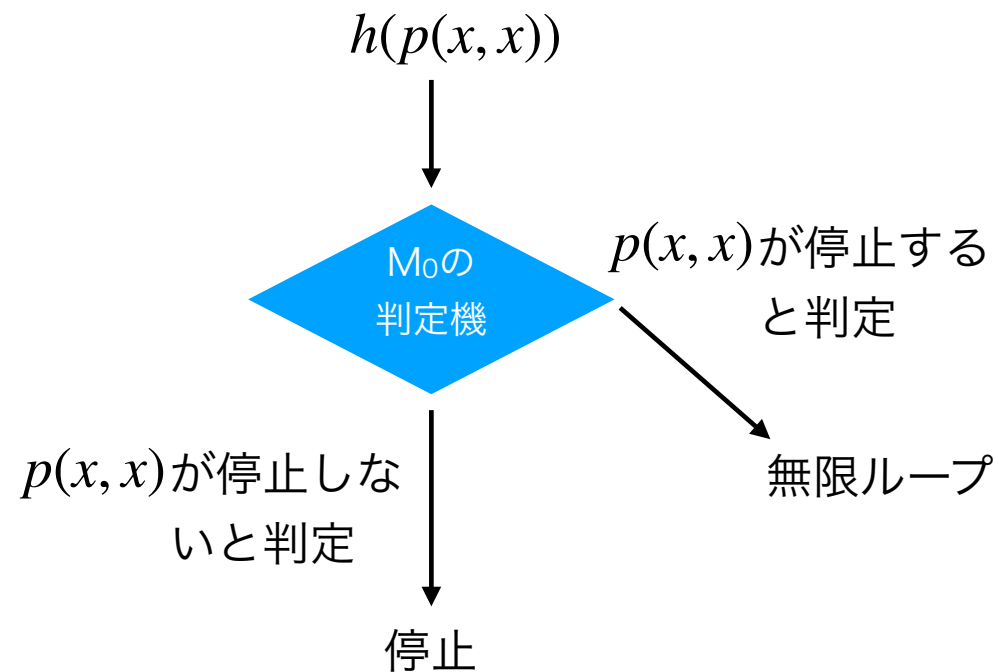 h(p(x, x))
M₀の
判定機
p(x, x)が停止する
と判定
p(x, x)が停止しな
いと判定
無限ループ
停止